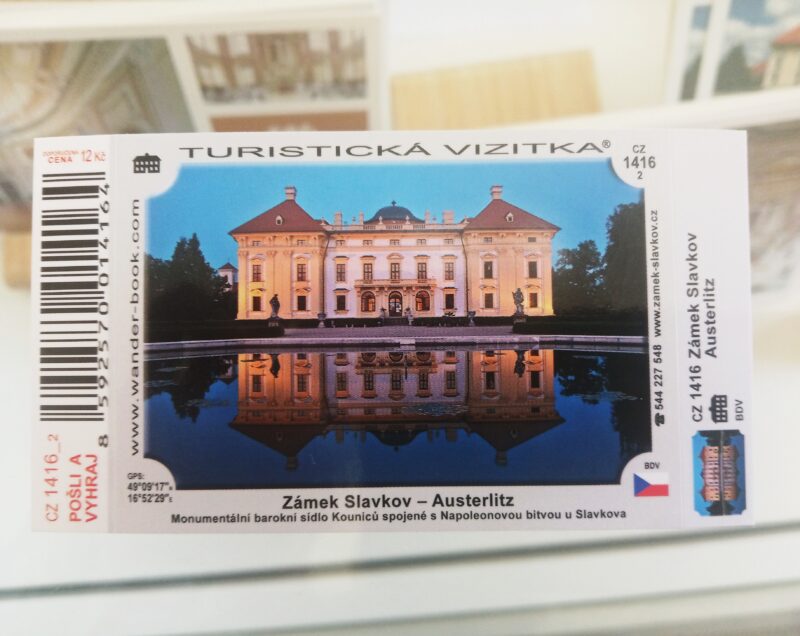 DOPORUČENÁ
CENA 12 Kč
8 592570 014164
CZ 1416_2
POŠLI A
VYHRAJ
TURISTICKÁ VIZITKA®
CZ
1416
2
www.wander-book.com
☎ 544 227 548 www.zamek-slavkov.cz
GPS:
49°09'17"N
16°52'29"E
BDV
Zámek Slavkov – Austerlitz
Monumentální barokní sídlo Kouniců spojené s Napoleonovou bitvou u Slavkova
CZ 1416 Zámek Slavkov
Austerlitz
BDV